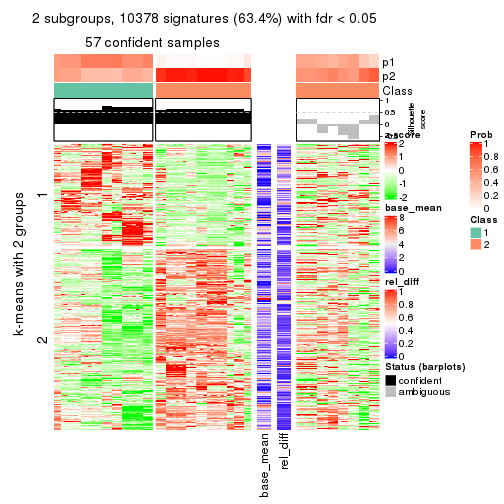 2 subgroups, 10378 signatures (63.4%) with fdr < 0.05
57 confident samples
p1
p2
Class
1
0.5
0
Silhouette
score
z-score
2
1
0
-1
-2
base_mean
8
6
4
2
0
rel_diff
1
0.8
0.6
0.4
0.2
0
Status (barplots)
confident
ambiguous
Prob
1
0.8
0.6
0.4
0.2
0
Class
1
2
k-means with 2 groups
1
2
base_mean
rel_diff